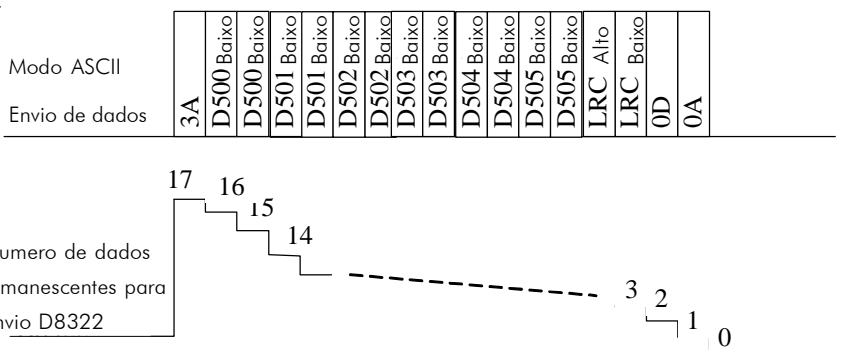 Modo ASCII
Envio de dados
3A
D500 Baixo
D500 Baixo
D501 Baixo
D501 Baixo
D502 Baixo
D502 Baixo
D503 Baixo
D503 Baixo
D504 Baixo
D504 Baixo
D505 Baixo
D505 Baixo
LRC Alto
LRC Baixo
0D
0A
17
16
15
14
3
2
1
0
umero de dados
manescentes para
nvio D8322